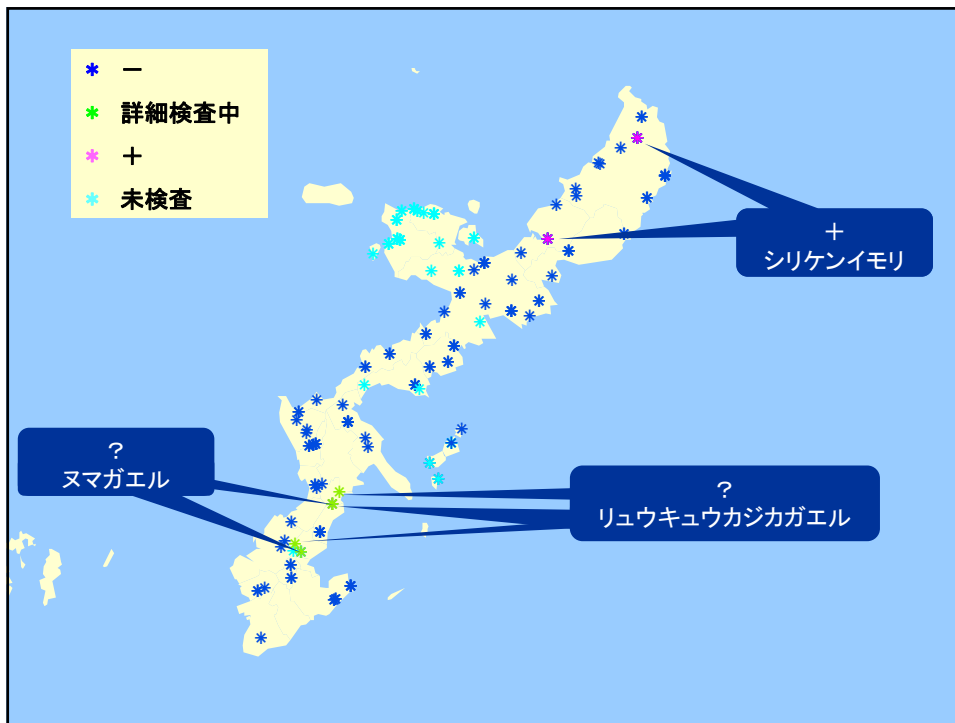 * －
* 詳細検査中
* ＋
* 未検査
＋
シリケンイモリ
？
ヌマガエル
？
リュウキュウカジカガエル